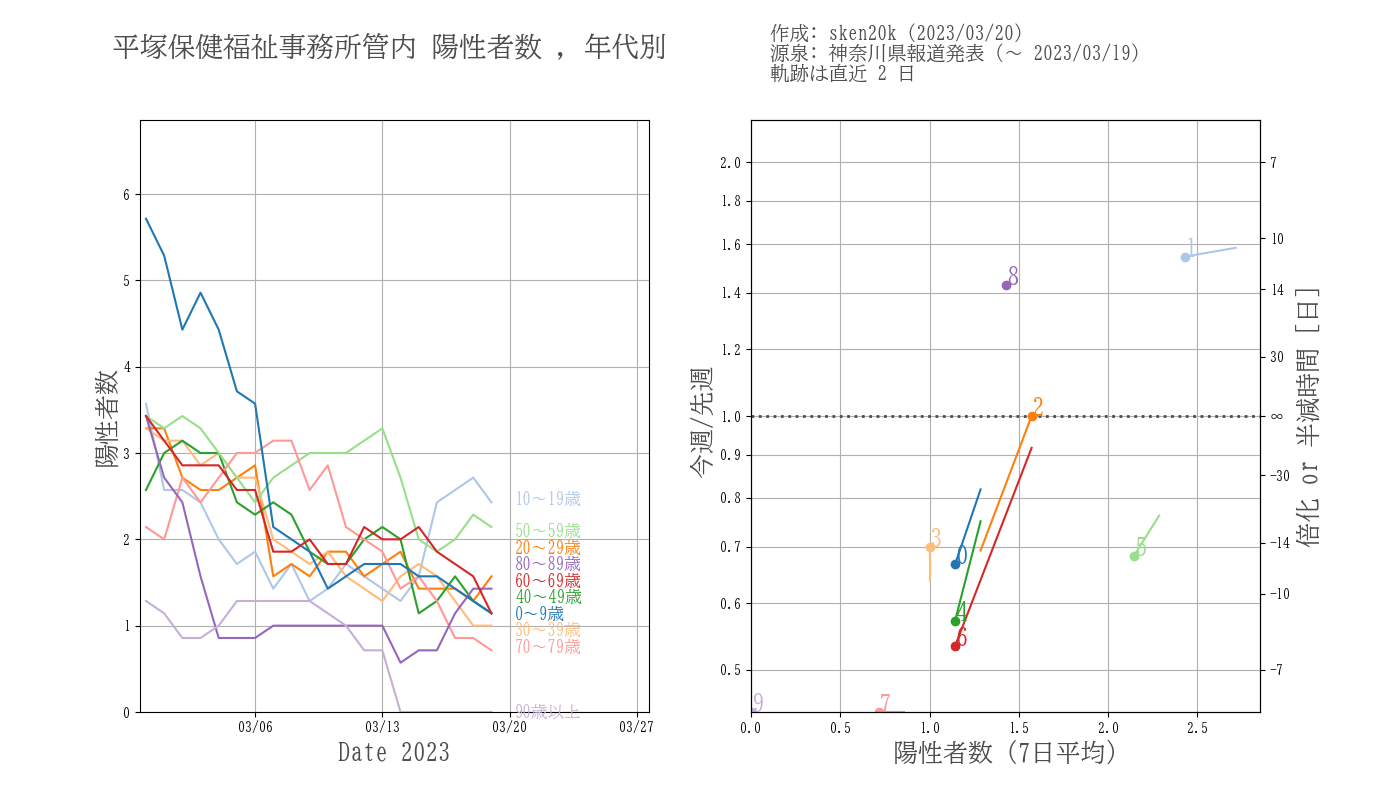 平塚保健福祉事務所管内 陽性者数 , 年代別
作成: sken20k (2023/03/20)
源泉: 神奈川県報道発表 (～ 2023/03/19)
軌跡は直近 2 日
陽性者数
6
5
4
3
2
1
0
03/06
03/13
03/20
03/27
Date 2023
10～19歳
50～59歳
20～29歳
80～89歳
60～69歳
40～49歳
0～9歳
30～39歳
70～79歳
90歳以上
今週/先週
2.0
1.8
1.6
1.4
1.2
1.0
0.9
0.8
0.7
0.6
0.5
0.0
0.5
1.0
1.5
2.0
2.5
陽性者数 (7日平均)
1
8
2
3
5
0
4
6
7
9
7
10
14
30
∞
-30
-14
-10
-7
倍化 or 半減時間 [日]